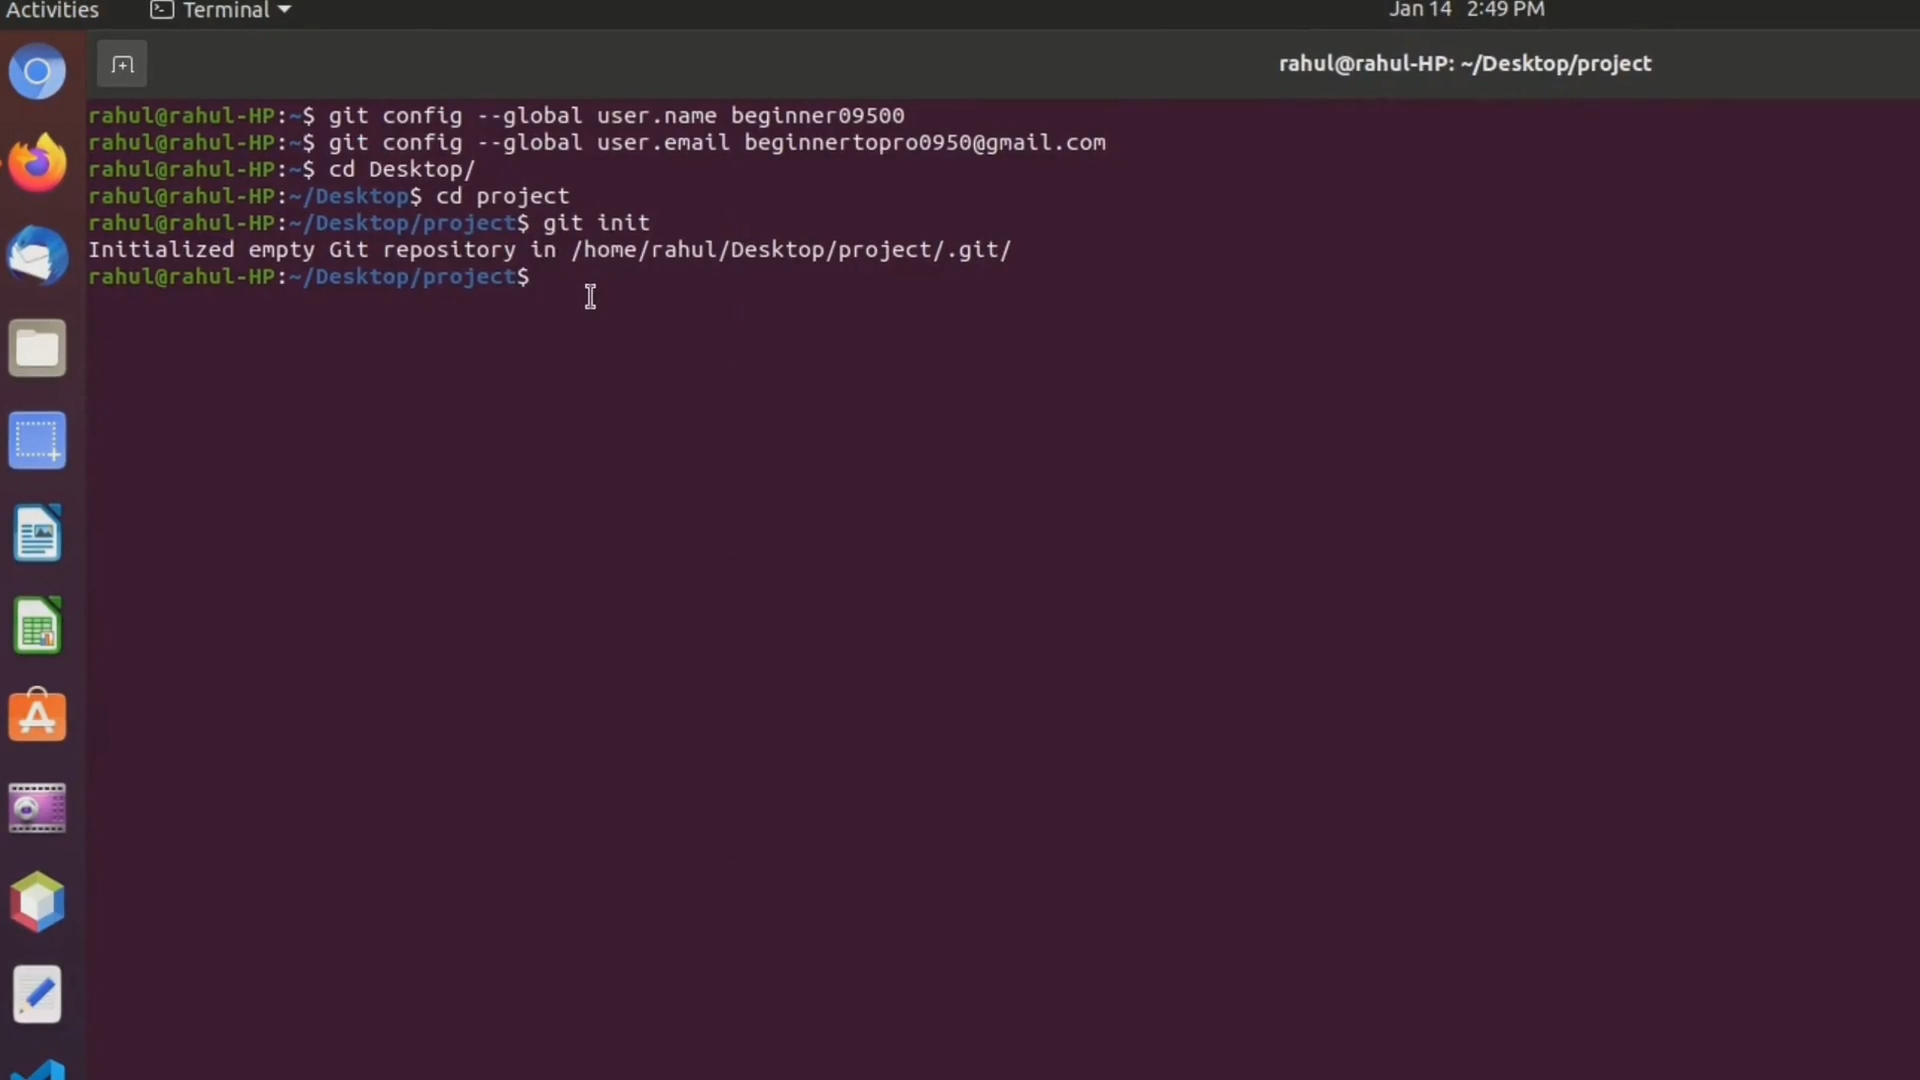 Activities Terminal Jan 14 2:49 PM
rahul@rahul-HP: ~/Desktop/project
rahul@rahul-HP:~$ git config --global user.name beginner09500
rahul@rahul-HP:~$ git config --global user.email beginnertopro0950@gmail.com
rahul@rahul-HP:~$ cd Desktop/
rahul@rahul-HP:~/Desktop$ cd project
rahul@rahul-HP:~/Desktop/project$ git init
Initialized empty Git repository in /home/rahul/Desktop/project/.git/
rahul@rahul-HP:~/Desktop/project$